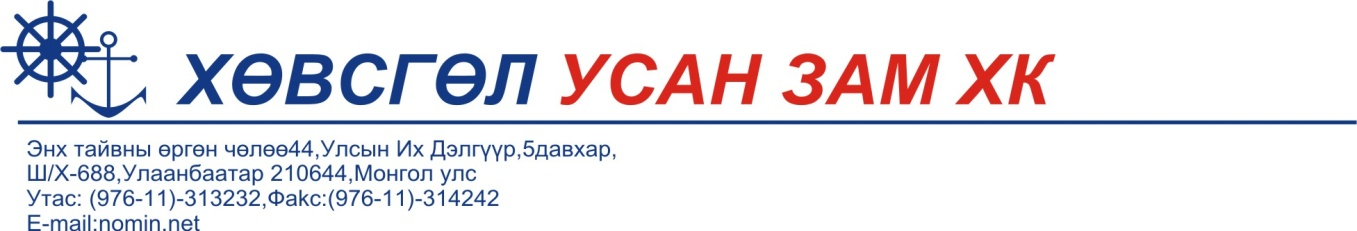 ХӨВСГӨЛ УСАН ЗАМ ХК
Энх тайвны өргөн чөлөө44,Улсын Их Дэлгүүр,5давхар,
Ш/Х-688,Улаанбаатар 210644,Монгол улс
Утас: (976-11)-313232,Факс:(976-11)-314242
E-mail:nomin.net